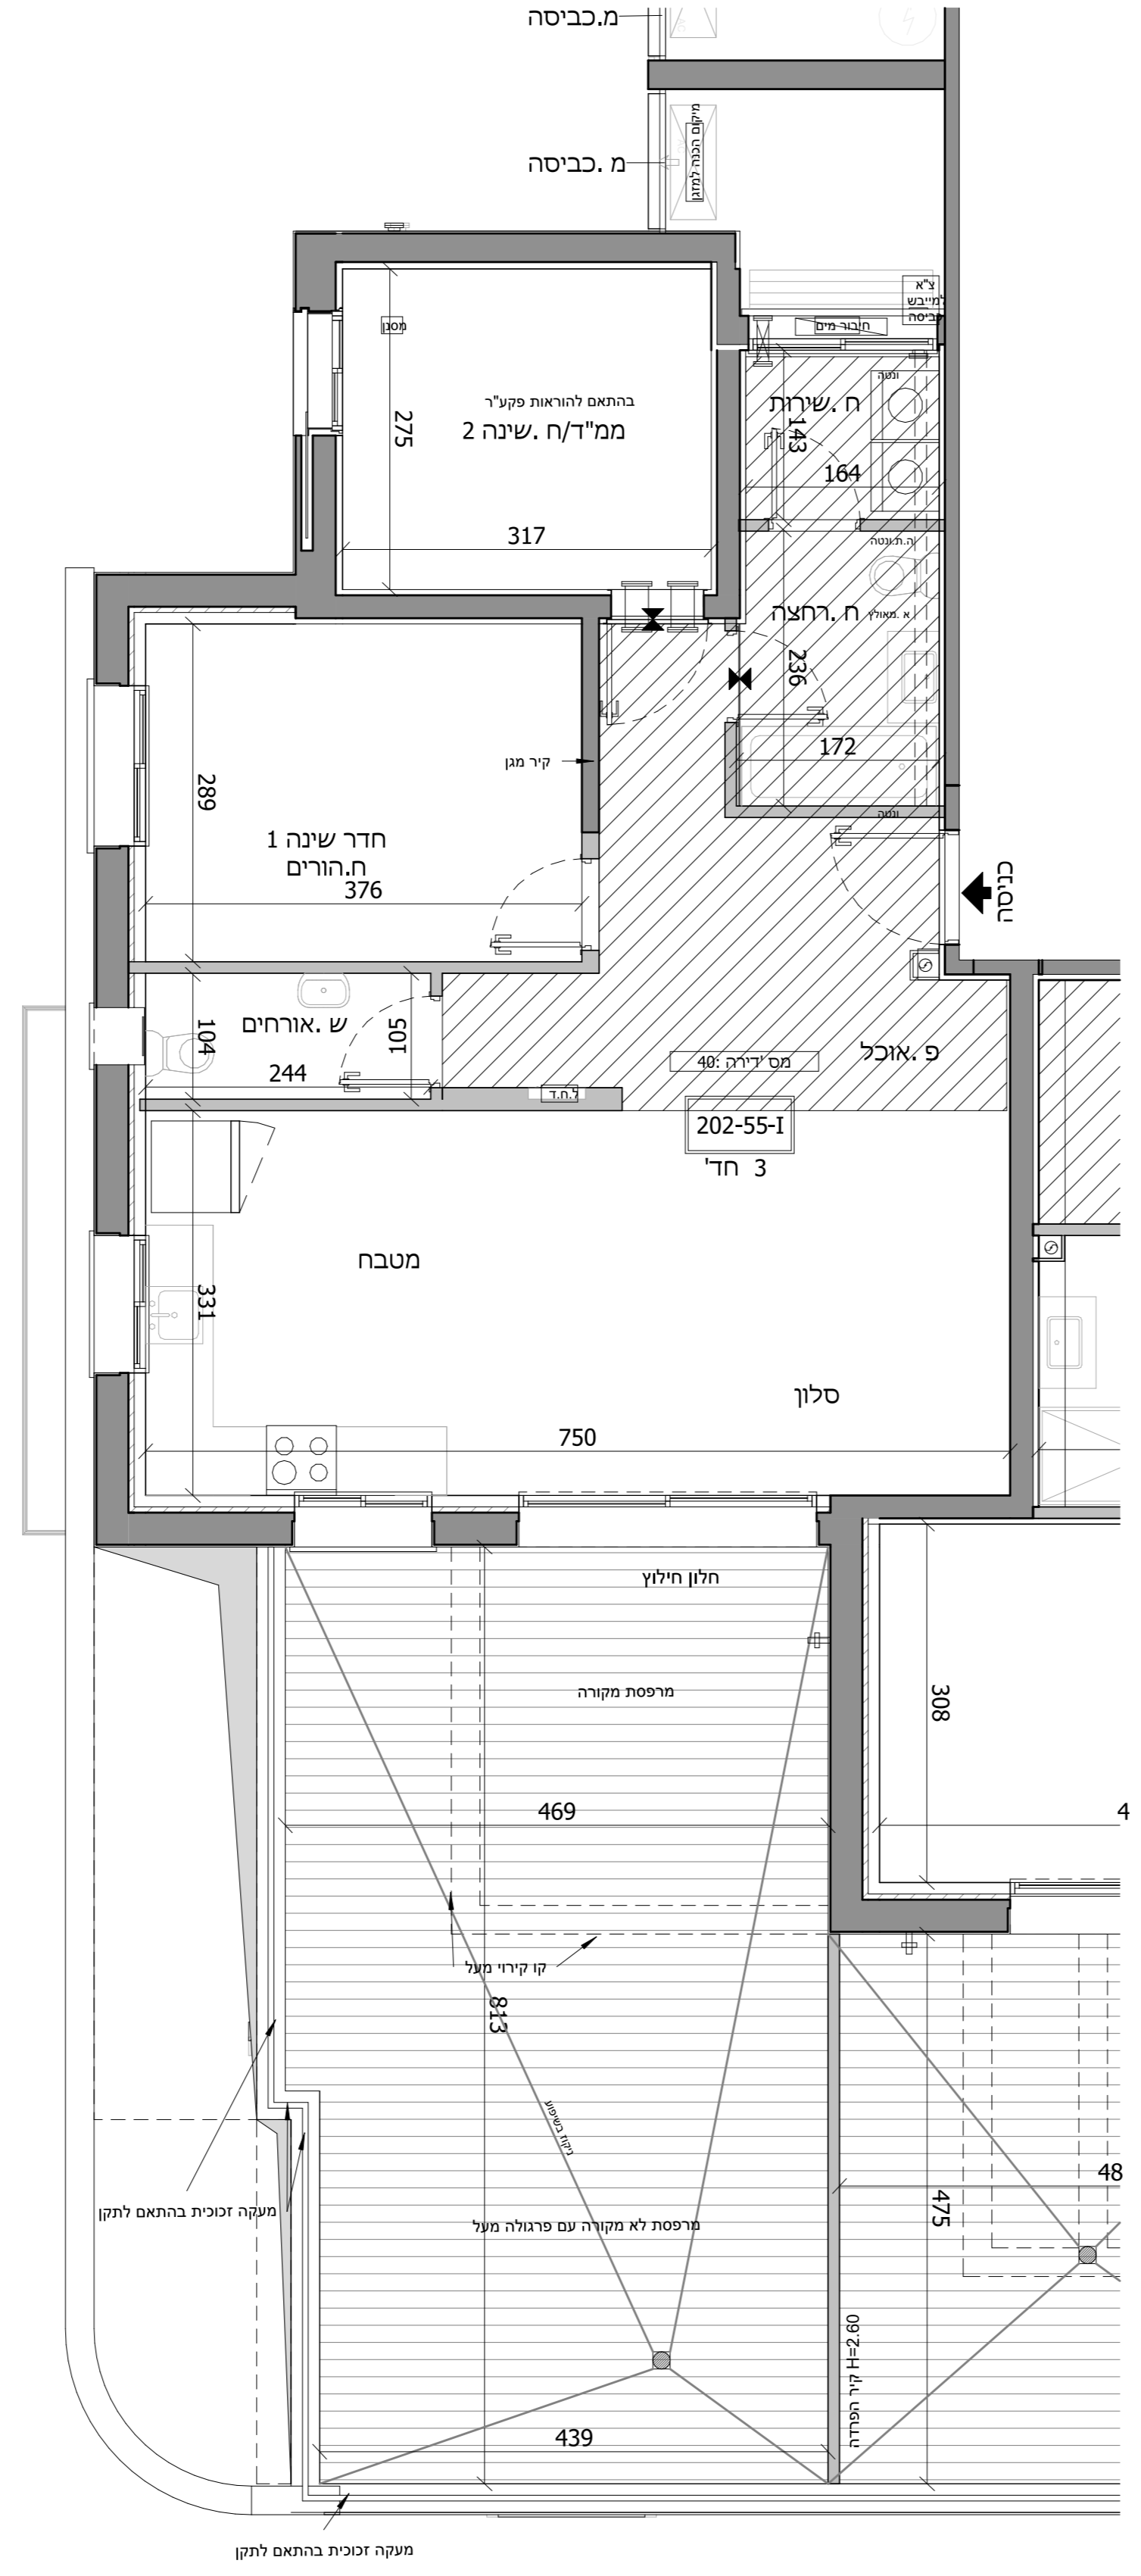 מ.כביסה
מיקום הכנה למזגן
מ .כביסה
צ"א
למייבש
כביסה
חיבור מים
מסנן
ונטה
ח .שירות
בהתאם להוראות פקע"ר
ממ"ד/ח .שינה 2
275
143
164
317
ה.ת.ונטה
ח .רחצה
א .מאולץ
236
172
קיר מגן
289
ונטה
חדר שינה 1
ח.הורים
376
כניסה
ש .אורחים
104
105
244
פ .אוכל
מס' דירה :40
ל.ח.ד
202-55-I
3 חד'
מטבח
331
סלון
750
חלון חילוץ
מרפסת מקורה
308
469
4
קו קירוי מעל
813
ניקוז בשיפוע
48
475
מעקה זכוכית בהתאם לתקן
מרפסת לא מקורה עם פרגולה מעל
קיר הפרדה H=2.60
439
מעקה זכוכית בהתאם לתקן